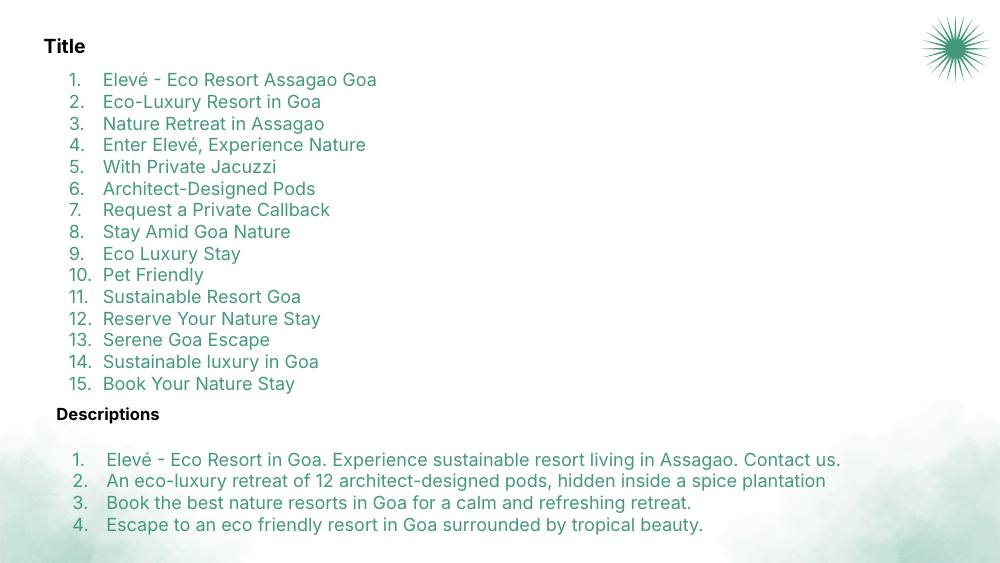 Title
1. Elevé - Eco Resort Assagao Goa
2. Eco-Luxury Resort in Goa
3. Nature Retreat in Assagao
4. Enter Elevé, Experience Nature
5. With Private Jacuzzi
6. Architect-Designed Pods
7. Request a Private Callback
8. Stay Amid Goa Nature
9. Eco Luxury Stay
10. Pet Friendly
11. Sustainable Resort Goa
12. Reserve Your Nature Stay
13. Serene Goa Escape
14. Sustainable luxury in Goa
15. Book Your Nature Stay
Descriptions
1. Elevé - Eco Resort in Goa. Experience sustainable resort living in Assagao. Contact us.
2. An eco-luxury retreat of 12 architect-designed pods, hidden inside a spice plantation
3. Book the best nature resorts in Goa for a calm and refreshing retreat.
4. Escape to an eco friendly resort in Goa surrounded by tropical beauty.